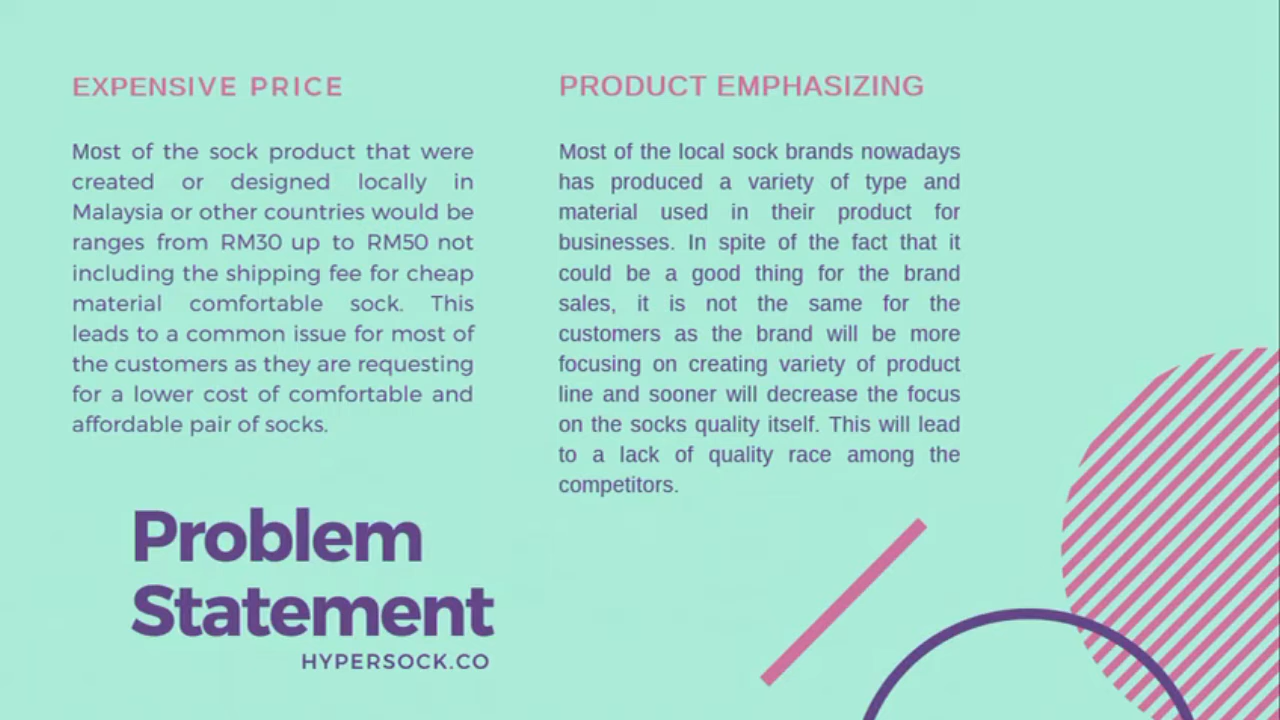 EXPENSIVE PRICE
Most of the sock product that were
created or designed locally in
Malaysia or other countries would be
ranges from RM30 up to RM50 not
including the shipping fee for cheap
material comfortable sock. This
leads to a common issue for most of
the customers as they are requesting
for a lower cost of comfortable and
affordable pair of socks.
PRODUCT EMPHASIZING
Most of the local sock brands nowadays
has produced a variety of type and
material used in their product for
businesses. In spite of the fact that it
could be a good thing for the brand
sales, it is not the same for the
customers as the brand will be more
focusing on creating variety of product
line and sooner will decrease the focus
on the socks quality itself. This will lead
to a lack of quality race among the
competitors.
Problem
Statement
HYPERSOCK.CO